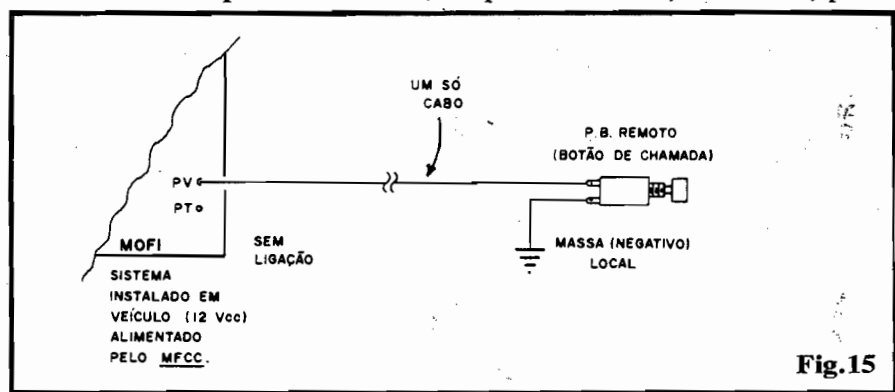 UM SÓ
CABO
P.B. REMOTO
(BOTÃO DE CHAMADA)
PV
PT
MOFI
SEM
LIGAÇÃO
MASSA (NEGATIVO)
LOCAL
SISTEMA
INSTALADO EM
VEÍCULO (12 Vcc)
ALIMENTADO
PELO MFCC.
Fig.15